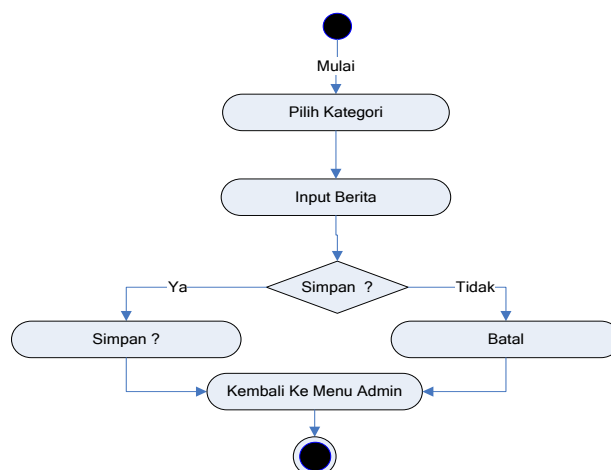 Mulai
Pilih Kategori
Input Berita
Simpan  ?
Ya
Tidak
Simpan ?
Batal
Kembali Ke Menu Admin